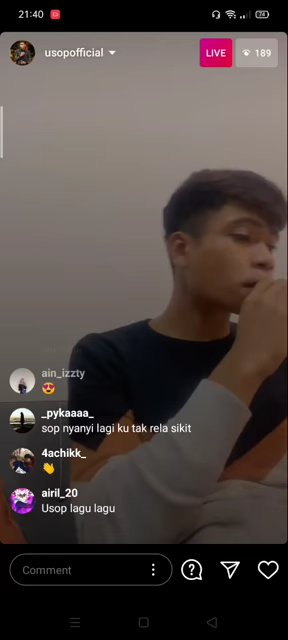 21:40
74
usopofficial
LIVE
189
ain_izzty
😍
_pykaaaa_
sop nyanyi lagi ku tak rela sikit
4achikk_
👏
airil_20
Usop lagu lagu
Comment